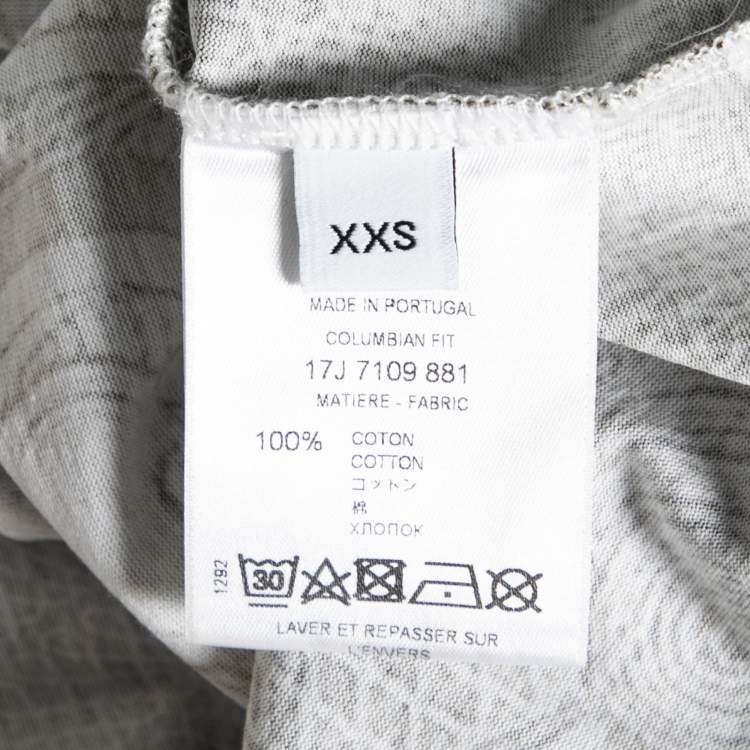 XXS
MADE IN PORTUGAL
COLUMBIAN FIT
17J 7109 881
MATIERE - FABRIC
100% COTON
COTTON
コットン
棉
ХЛОПОК
1292
30
LAVER ET REPASSER SUR
L'ENVERS